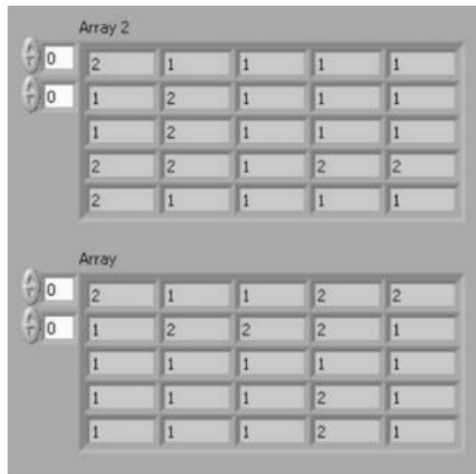 Array 2
0 2 1 1 1 1
0 1 2 1 1 1
1 2 1 1 1
2 2 1 2 2
2 1 1 1 1
Array
0 2 1 1 2 2
0 1 2 2 2 1
1 1 1 1 1
1 1 1 2 1
1 1 1 2 1